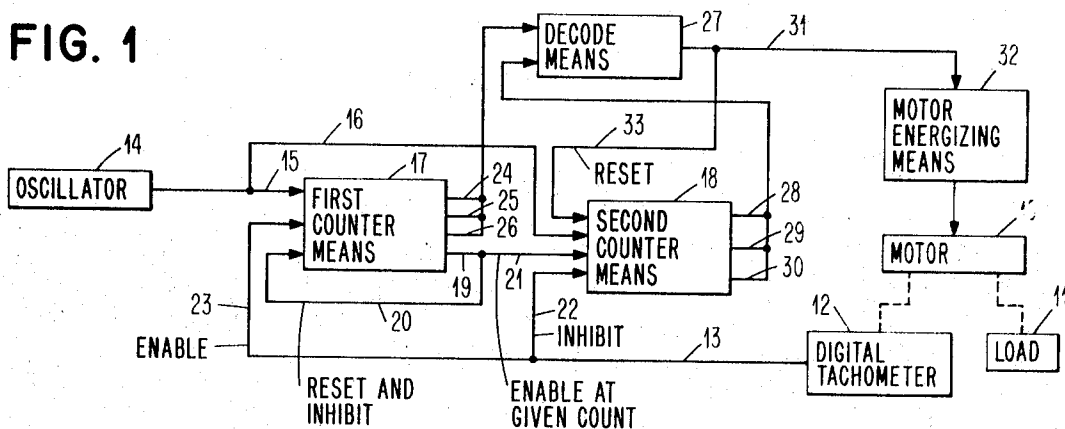 FIG. 1
27
DECODE
MEANS
31
32
MOTOR
ENERGIZING
MEANS
14
OSCILLATOR
16
15
33
RESET
17
FIRST
COUNTER
MEANS
24
25
26
19
18
SECOND
COUNTER
MEANS
28
29
30
21
MOTOR
23
20
22
INHIBIT
12
11
ENABLE
13
DIGITAL
TACHOMETER
LOAD
RESET AND
INHIBIT
ENABLE AT
GIVEN COUNT